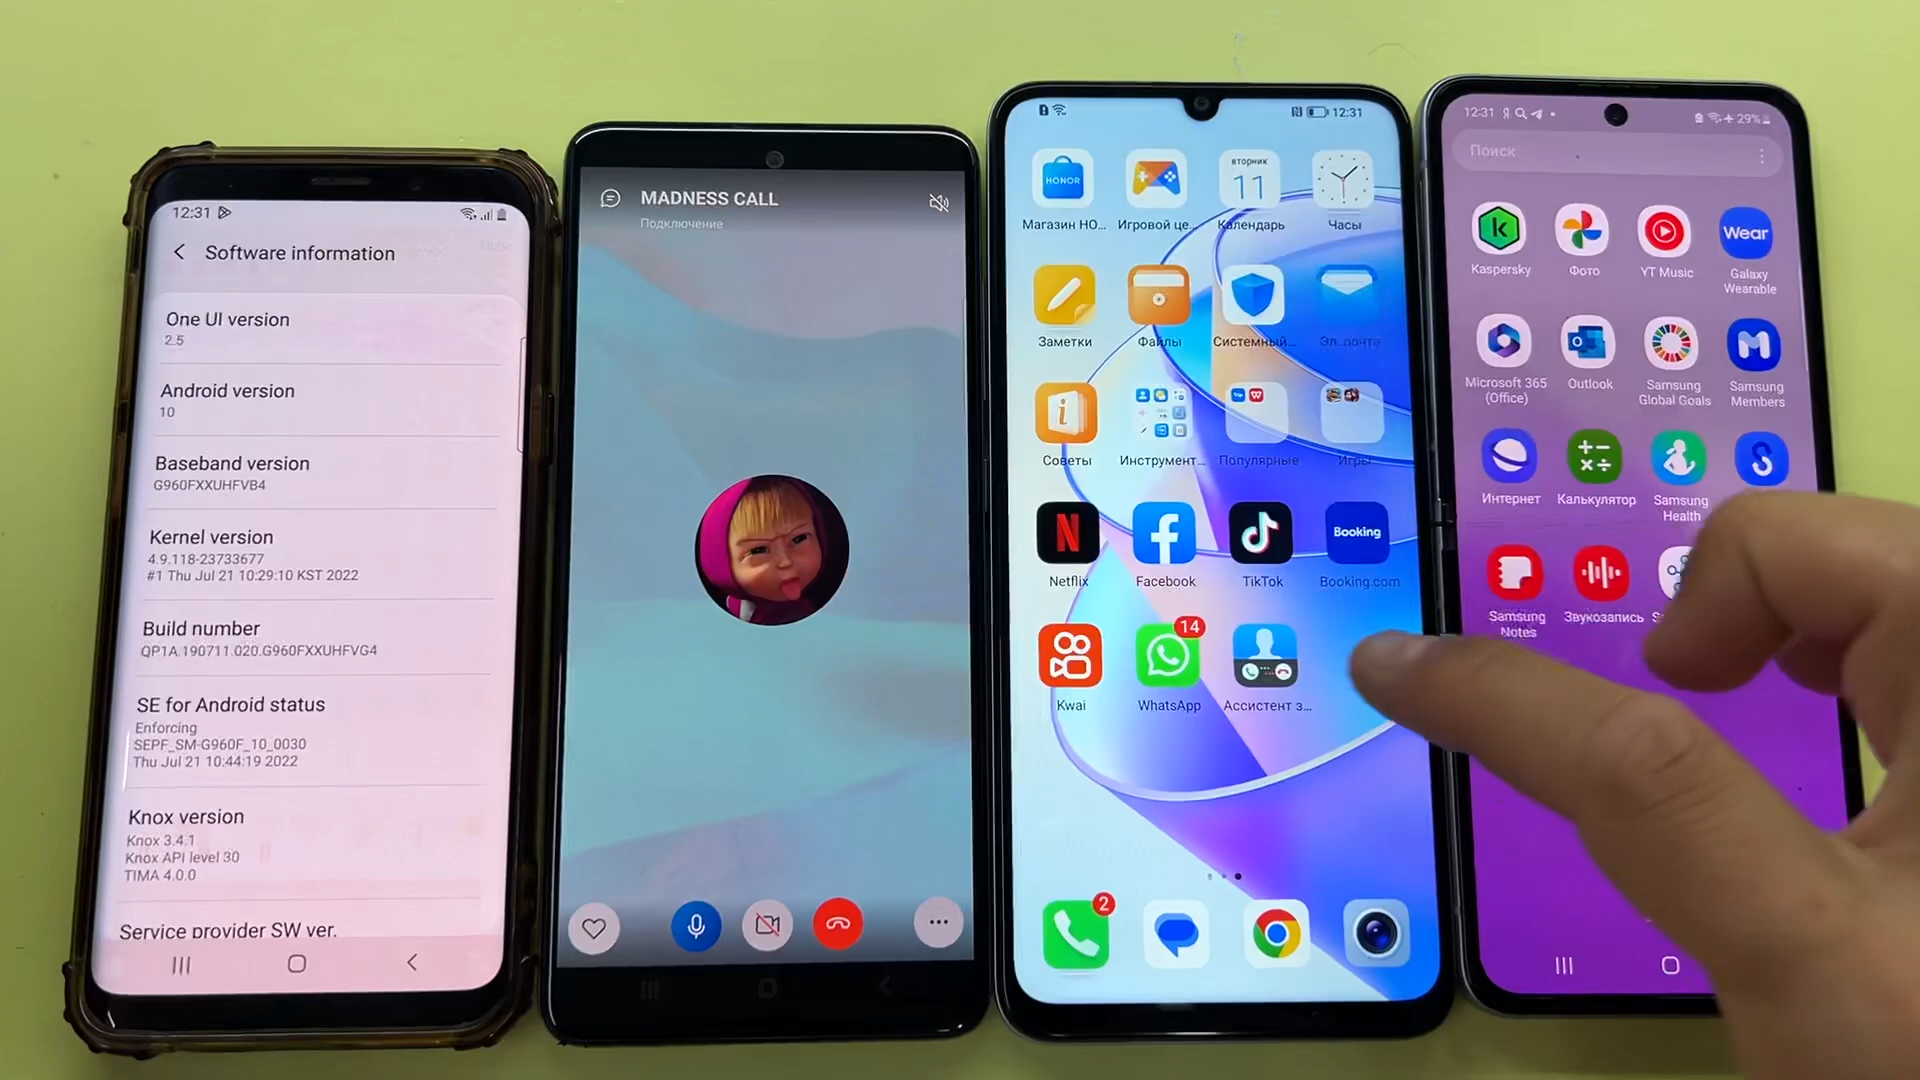 12:31
Software information
One UI version
2.5
Android version
10
Baseband version
G960FXXUHFVB4
Kernel version
4.9.118-23733677
#1 Thu Jul 21 10:29:10 KST 2022
Build number
QP1A.190711.020.G960FXXUHFVG4
SE for Android status
Enforcing
SEPF_SM-G960F_10_0030
Thu Jul 21 10:44:19 2022
Knox version
Knox 3.4.1
Knox API level 30
TIMA 4.0.0
Service provider SW ver.
MADNESS CALL
Подключение
12:31
HONOR
вторник
11
Магазин HO...
Игровой це...
Календарь
Часы
Заметки
Файлы
Системный...
Эл. почта
Советы
Инструмент...
Популярные
Игры
Booking
Netflix
Facebook
TikTok
Booking.com
14
Kwai
WhatsApp
Ассистент з...
2
12:31
29%
Поиск
Wear
Kaspersky
Фото
YT Music
Galaxy
Wearable
Microsoft 365
(Office)
Outlook
Samsung
Global Goals
Samsung
Members
Интернет
Калькулятор
Samsung
Health
Samsung
Notes
Звукозапись